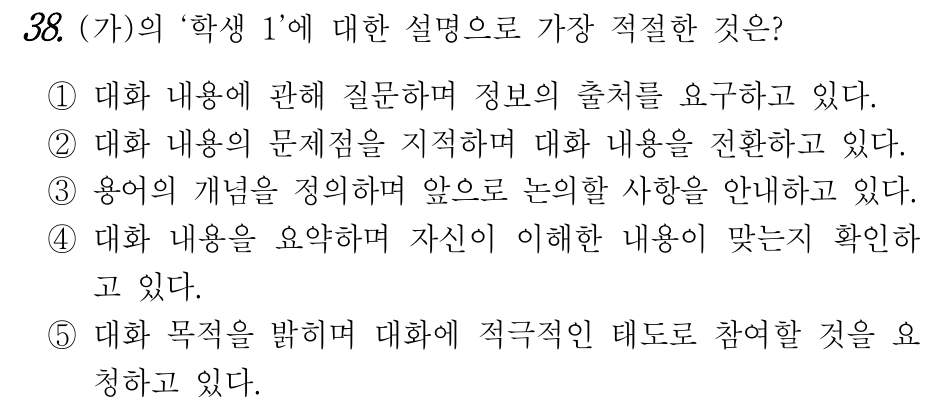 38. (가)의 ‘학생 1’에 대한 설명으로 가장 적절한 것은?
① 대화 내용에 관해 질문하며 정보의 출처를 요구하고 있다.
② 대화 내용의 문제점을 지적하며 대화 내용을 전환하고 있다.
③ 용어의 개념을 정의하며 앞으로 논의할 사항을 안내하고 있다.
④ 대화 내용을 요약하며 자신이 이해한 내용이 맞는지 확인하
고 있다.
⑤ 대화 목적을 밝히며 대화에 적극적인 태도로 참여할 것을 요
청하고 있다.